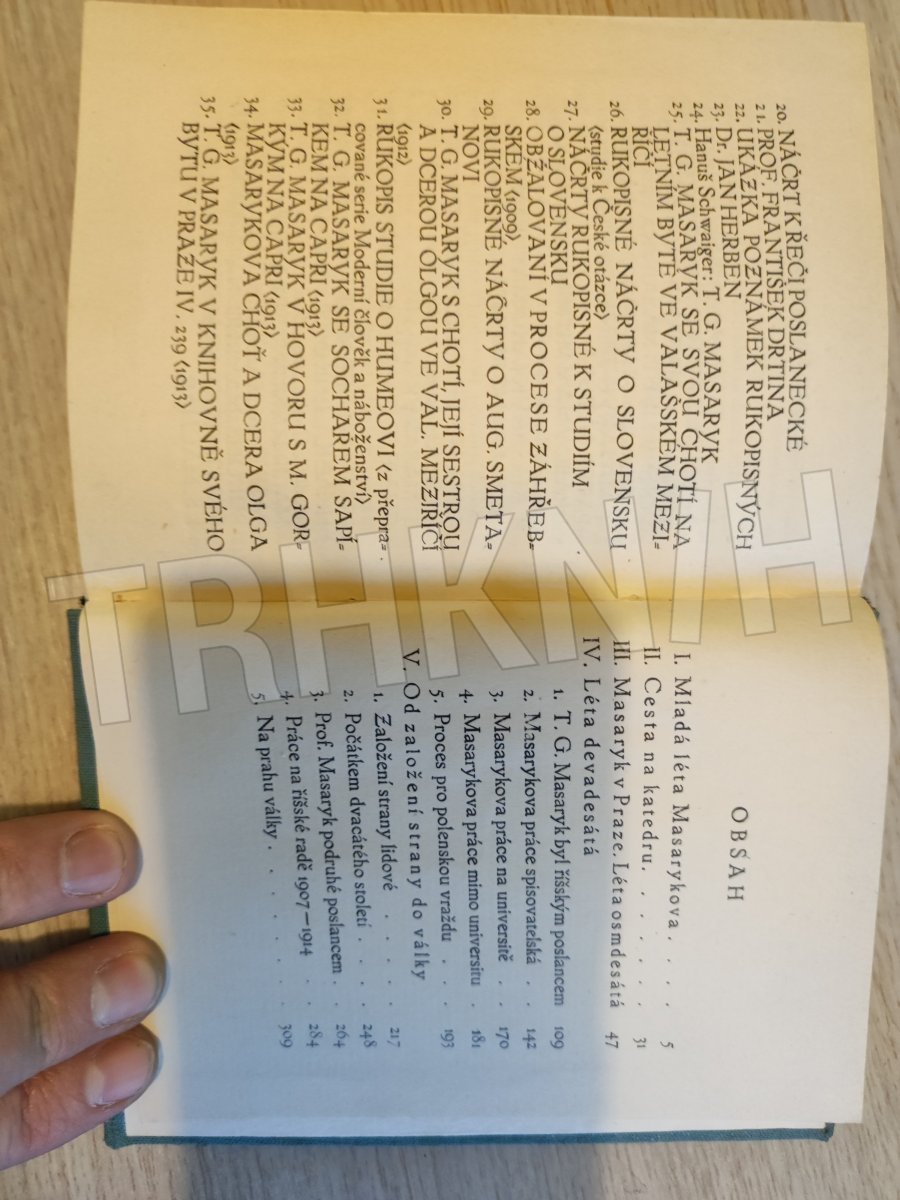 20. NÁČRT K ŘEČI POSLANECKÉ
21. PROF. FRANTIŠEK DRTINA
22. UKÁZKA POZNÁMEK RUKOPISNÝCH
23. Dr. JAN HERBEN
24. Hanuš Schwaiger: T. G. MASARYK
25. T. G. MASARYK SE SVOU CHOTÍ NA
LETNÍM BYTĚ VE VALAŠSKÉM MEZI=
ŘÍČÍ
26. RUKOPISNÉ NÁČRTY O SLOVENSKU
(studie k České otázce)
27. NÁČRTY RUKOPISNÉ K STUDIÍM
O SLOVENSKU
28. OBŽALOVANÍ V PROCESE ZÁHŘEB=
SKÉM (1909)
29. RUKOPISNÉ NÁČRTY O AUG. SMETA=
NOVI
30. T. G. MASARYK S CHOTÍ, JEJÍ SESTROU
A DCEROU OLGOU VE VAL. MEZIŘÍČÍ
(1912)
31. RUKOPIS STUDIE O HUMEOVI (z přepra=
cované serie Moderní člověk a náboženství)
32. T. G. MASARYK SE SOCHAŘEM SAPÍ=
KEM NA CAPRI (1913)
33. T. G. MASARYK V HOVORU S M. GOR=
KÝM NA CAPRI (1913)
34. MASARYKOVA CHOŤ A DCERA OLGA
(1913)
35. T. G. MASARYK V KNIHOVNĚ SVÉHO
BYTU V PRAZE IV. 239 (1913)
OBSAH
I. Mladá léta Masarykova . . . 5
II. Cesta na katedru. . . . . . 31
III. Masaryk v Praze. Léta osmdesátá 47
IV. Léta devadesátá
1. T. G. Masaryk byl říšským poslancem 109
2. Masarykova práce spisovatelská . . 142
3. Masarykova práce na universitě . . 170
4. Masarykova práce mimo universitu . 181
5. Proces pro polenskou vraždu . . . 193
V. Od založení strany do války
1. Založení strany lidové . . . . 217
2. Počátkem dvacátého století . . . . 248
3. Prof. Masaryk podruhé poslancem . . 264
4. Práce na říšské radě 1907—1914 . . 284
5. Na prahu války . . . . . . . 309
TRHKNIH